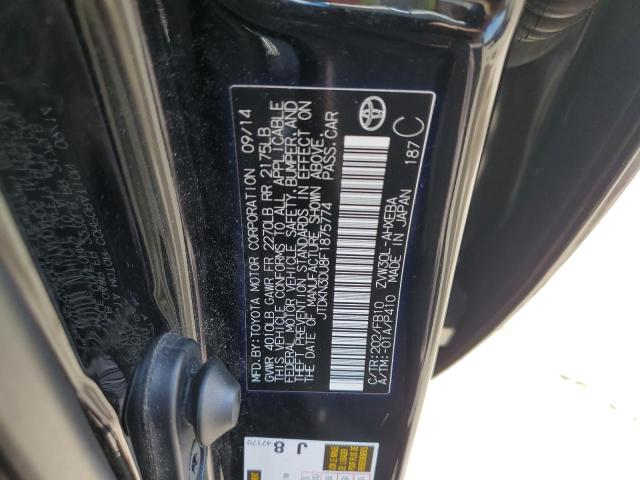 MFD.BY:TOYOTA MOTOR CORPORATION 09/14
GVWR 4010LB GAWR FR 2270LB RR 2175LB
THIS VEHICLE CONFORMS TO ALL APPLICABLE
FEDERAL MOTOR VEHICLE SAFETY, BUMPER, AND
THEFT PREVENTION STANDARDS IN EFFECT ON
THE DATE OF MANUFACTURE SHOWN ABOVE.
JTDKN3DU8F1875774 PASS.CAR
C/TR:202/FB10 ZVW30L-AHXEBA
A/TM:-01A/P410 MADE IN JAPAN
187 C
J 8
47170